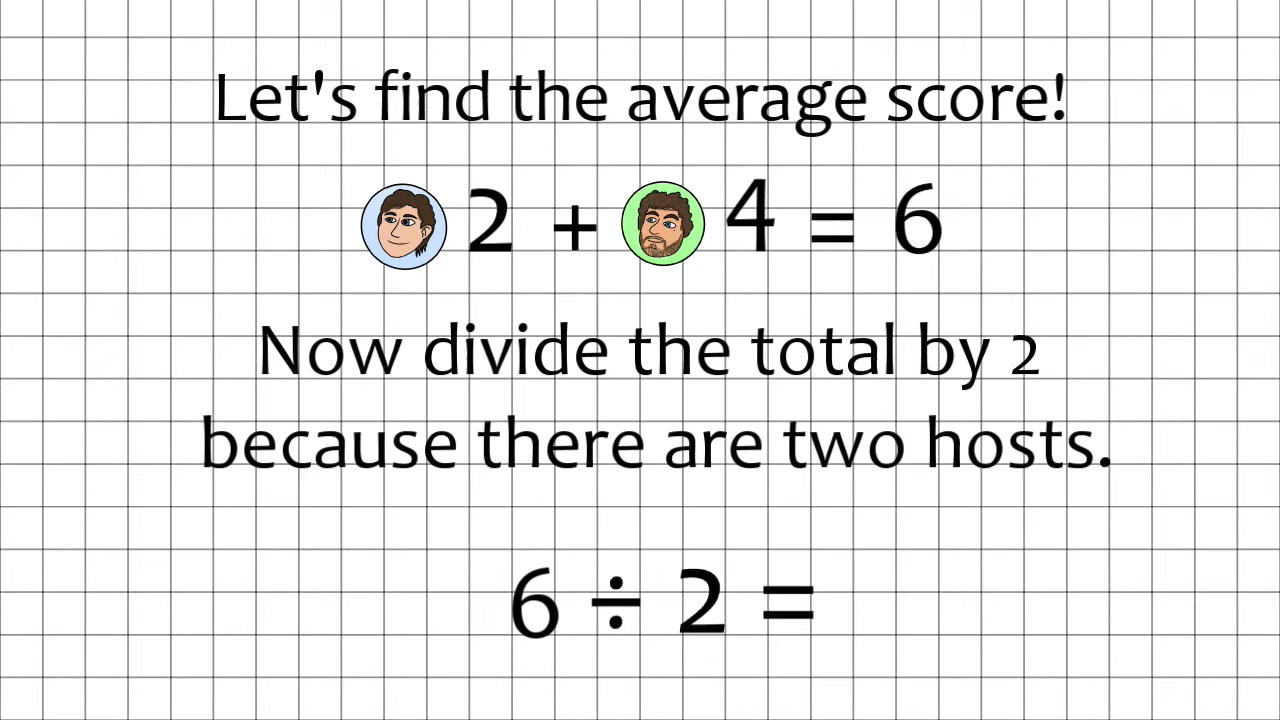 Let's find the average score!
2 + 4 = 6
Now divide the total by 2
because there are two hosts.
6 ÷ 2 =